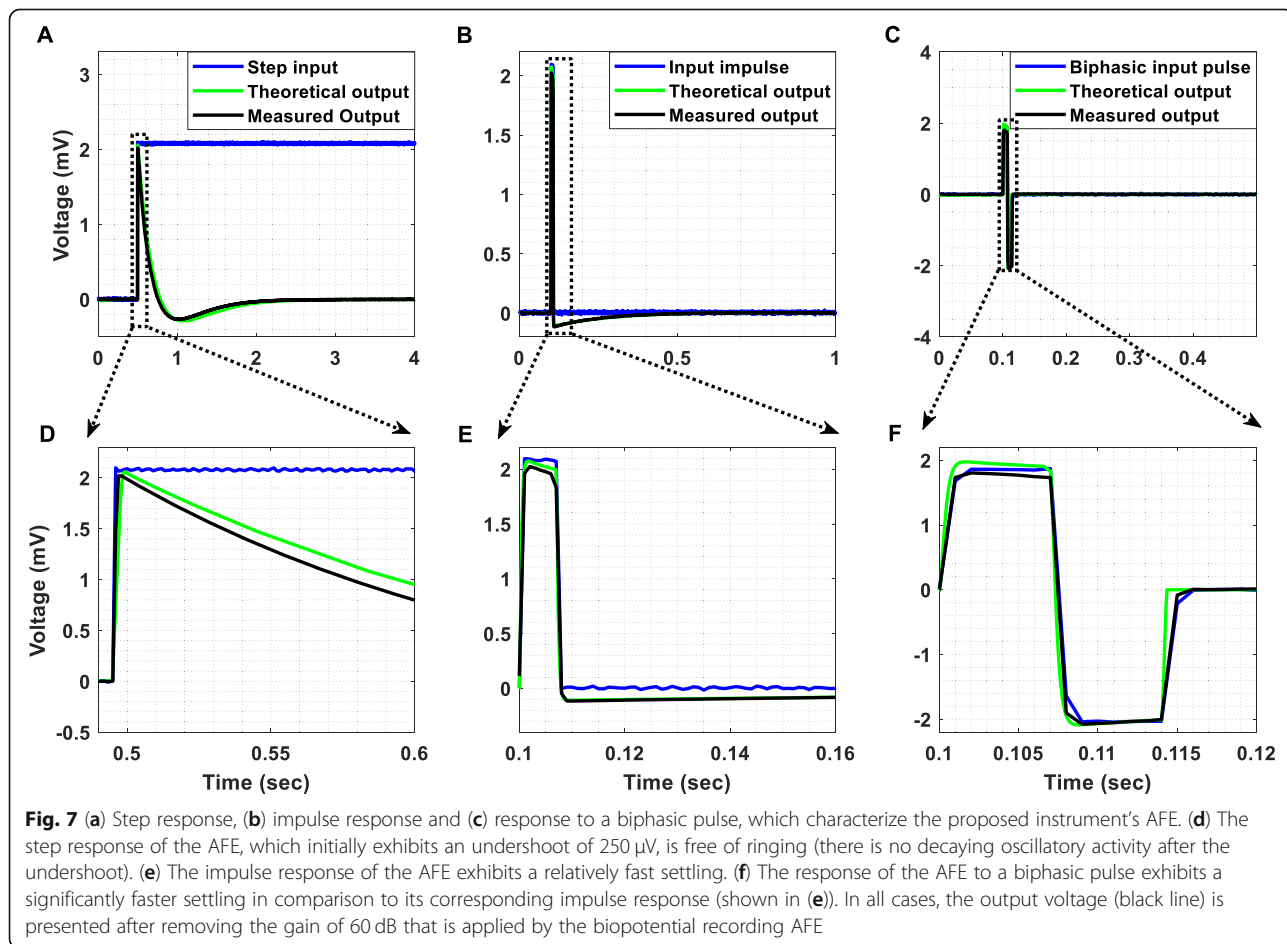 A
Step input
Theoretical output
Measured Output
3
2
1
0
Voltage (mV)
0 1 2 3 4
B
Input impulse
Theoretical output
Measured output
2
1.5
1
0.5
0
0 0.5 1
C
Biphasic input pulse
Theoretical output
Measured output
4
2
0
-2
-4
0 0.1 0.2 0.3 0.4
D
2
1.5
1
0.5
0
-0.5
Voltage (mV)
0.5 0.55 0.6
Time (sec)
E
2
1.5
1
0.5
0
0.1 0.12 0.14 0.16
Time (sec)
F
2
1
0
-1
-2
0.1 0.105 0.11 0.115 0.12
Time (sec)
Fig. 7 (a) Step response, (b) impulse response and (c) response to a biphasic pulse, which characterize the proposed instrument's AFE. (d) The
step response of the AFE, which initially exhibits an undershoot of 250 μV, is free of ringing (there is no decaying oscillatory activity after the
undershoot). (e) The impulse response of the AFE exhibits a relatively fast settling. (f) The response of the AFE to a biphasic pulse exhibits a
significantly faster settling in comparison to its corresponding impulse response (shown in (e)). In all cases, the output voltage (black line) is
presented after removing the gain of 60 dB that is applied by the biopotential recording AFE